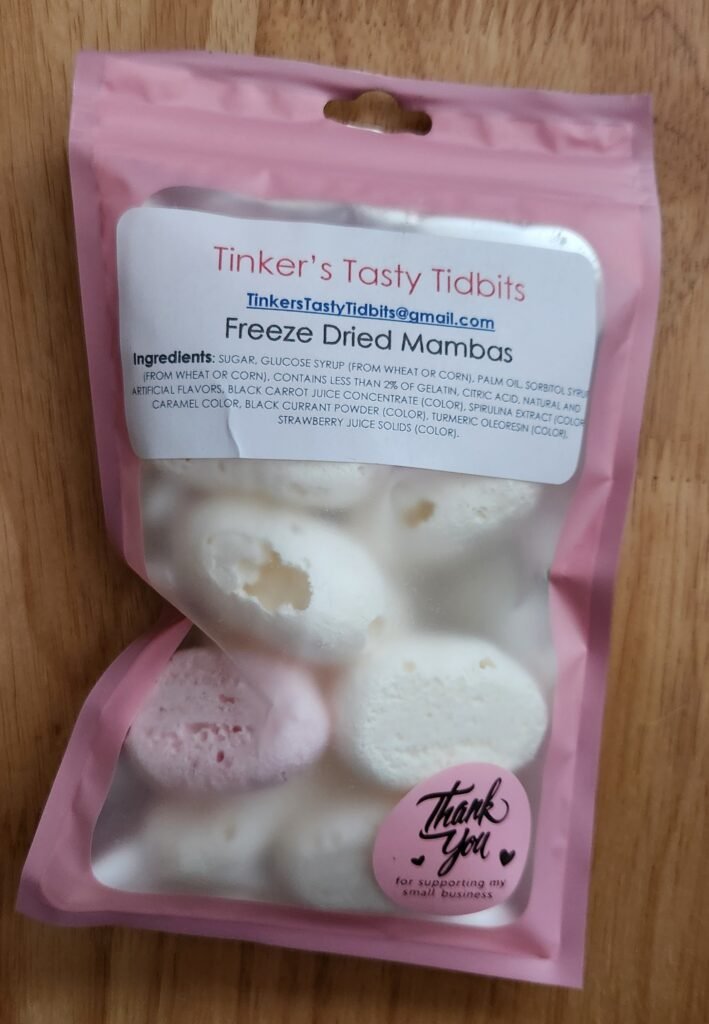 Tinker's Tasty Tidbits
TinkersTastyTidbits@gmail.com
Freeze Dried Mambas
Ingredients: SUGAR, GLUCOSE SYRUP (FROM WHEAT OR CORN), PALM OIL, SORBITOL SYRUP
(FROM WHEAT OR CORN), CONTAINS LESS THAN 2% OF GELATIN, CITRIC ACID, NATURAL AND
ARTIFICIAL FLAVORS, BLACK CARROT JUICE CONCENTRATE (COLOR), SPIRULINA EXTRACT (COLOR
CARAMEL COLOR, BLACK CURRANT POWDER (COLOR), TURMERIC OLEORESIN (COLOR),
STRAWBERRY JUICE SOLIDS (COLOR).
Thank
You
for supporting my
small business